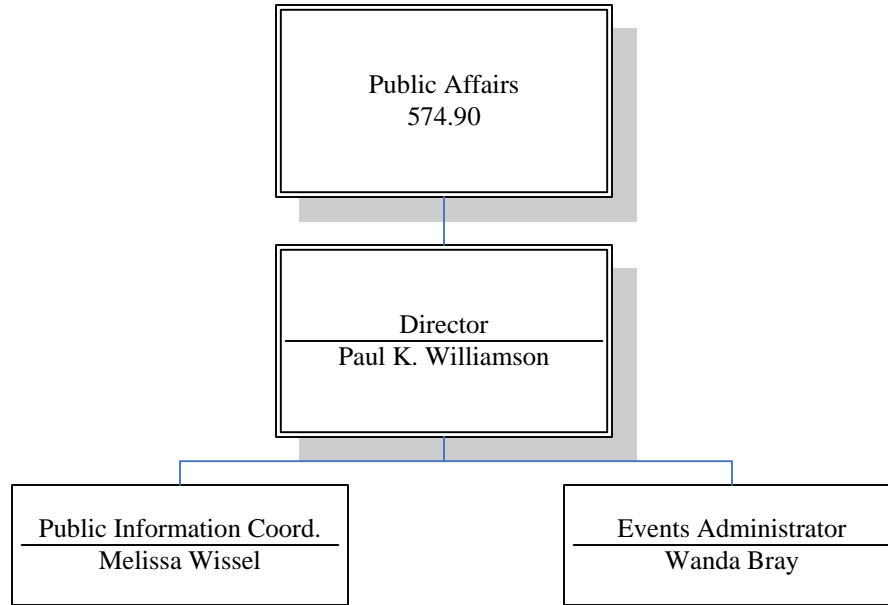 Public Affairs
574.90
Director
Paul K. Williamson
Public Information Coord.
Melissa Wissel
Events Administrator
Wanda Bray